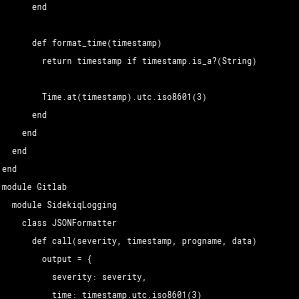 end
def format_time(timestamp)
return timestamp if timestamp.is_a?(String)
Time.at(timestamp).utc.iso8601(3)
end
end
end
end
module Gitlab
module SidekiqLogging
class JSONFormatter
def call(severity, timestamp, progname, data)
output = {
severity: severity,
time: timestamp.utc.iso8601(3)